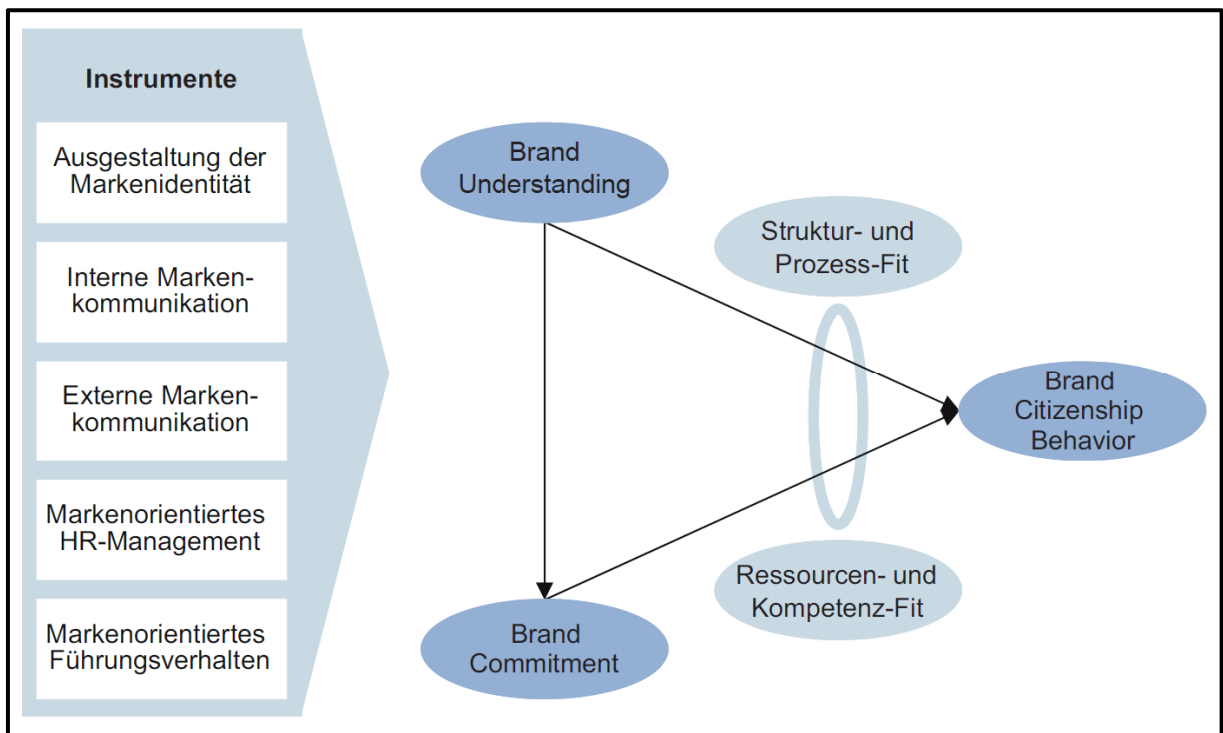 Instrumente
Ausgestaltung der
Markenidentität
Interne Marken-
kommunikation
Externe Marken-
kommunikation
Markenorientiertes
HR-Management
Markenorientiertes
Führungsverhalten
Brand
Understanding
Struktur- und
Prozess-Fit
Brand
Citizenship
Behavior
Ressourcen- und
Kompetenz-Fit
Brand
Commitment